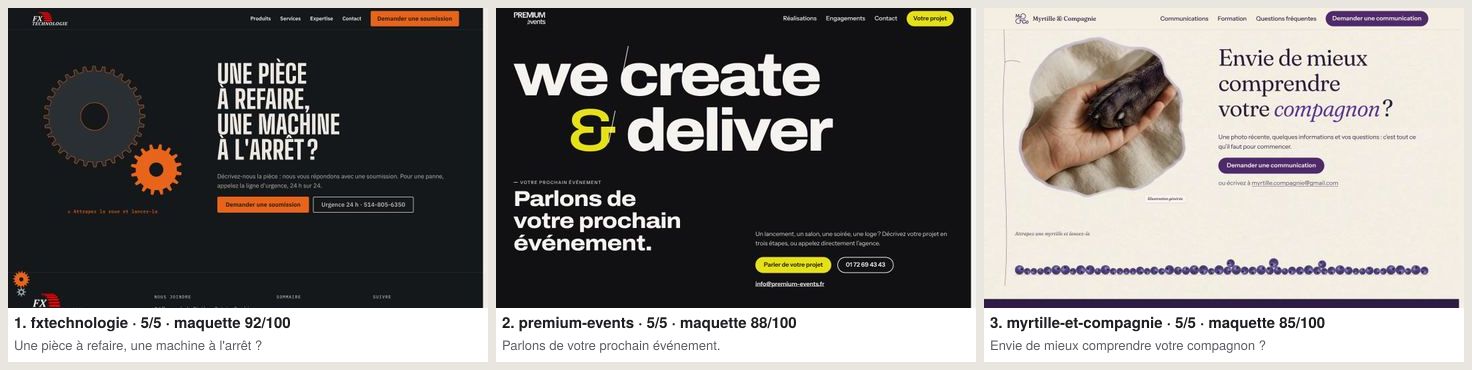 FX TECHNOLOGIE
Produits Services Expertise Contact Demander une soumission
UNE PIÈCE
À REFAIRE,
UNE MACHINE
À L'ARRÊT ?
Décrivez-nous la pièce : nous vous répondons avec une soumission. Pour une panne,
appelez la ligne d'urgence, 24 h sur 24.
Demander une soumission Urgence 24 h · 514-805-6350
Attrapez la roue et lancez-la
FX
NOUS JOINDRE SOMMAIRE SUIVRE
1. fxtechnologie · 5/5 · maquette 92/100
Une pièce à refaire, une machine à l'arrêt ?
PREMIUM
events
Réalisations Engagements Contact Votre projet
we create
& deliver
— VOTRE PROCHAIN ÉVÉNEMENT
Parlons de
votre prochain
événement.
Un lancement, un salon, une soirée, une loge ? Décrivez votre projet en
trois étapes, ou appelez directement l'agence.
Parler de votre projet 01 72 69 43 43
info@premium-events.fr
2. premium-events · 5/5 · maquette 88/100
Parlons de votre prochain événement.
Myrtille & Compagnie
Communications Formation Questions fréquentes Demander une communication
Envie de mieux
comprendre
votre compagnon ?
Une photo récente, quelques informations et vos questions : c'est tout ce
qu'il faut pour commencer.
Demander une communication
ou écrivez à myrtille.compagnie@gmail.com
Illustration générée
Attrapez une myrtille et lancez-la
3. myrtille-et-compagnie · 5/5 · maquette 85/100
Envie de mieux comprendre votre compagnon ?